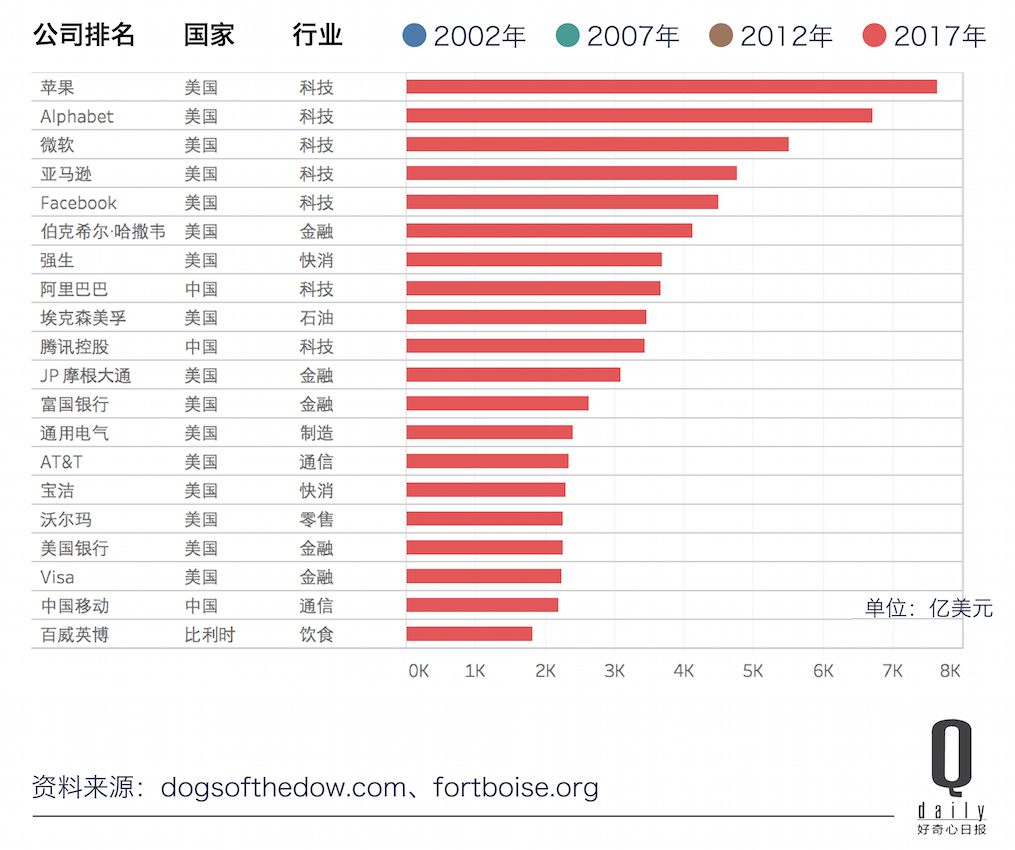 公司排名 国家 行业 2002年 2007年 2012年 2017年
苹果 美国 科技
Alphabet 美国 科技
微软 美国 科技
亚马逊 美国 科技
Facebook 美国 科技
伯克希尔·哈撒韦 美国 金融
强生 美国 快消
阿里巴巴 中国 科技
埃克森美孚 美国 石油
腾讯控股 中国 科技
JP 摩根大通 美国 金融
富国银行 美国 金融
通用电气 美国 制造
AT&T 美国 通信
宝洁 美国 快消
沃尔玛 美国 零售
美国银行 美国 金融
Visa 美国 金融
中国移动 中国 通信
单位：亿美元
百威英博 比利时 饮食
0K 1K 2K 3K 4K 5K 6K 7K 8K
资料来源：dogsofthedow.com、fortboise.org
Q
daily
好奇心日报